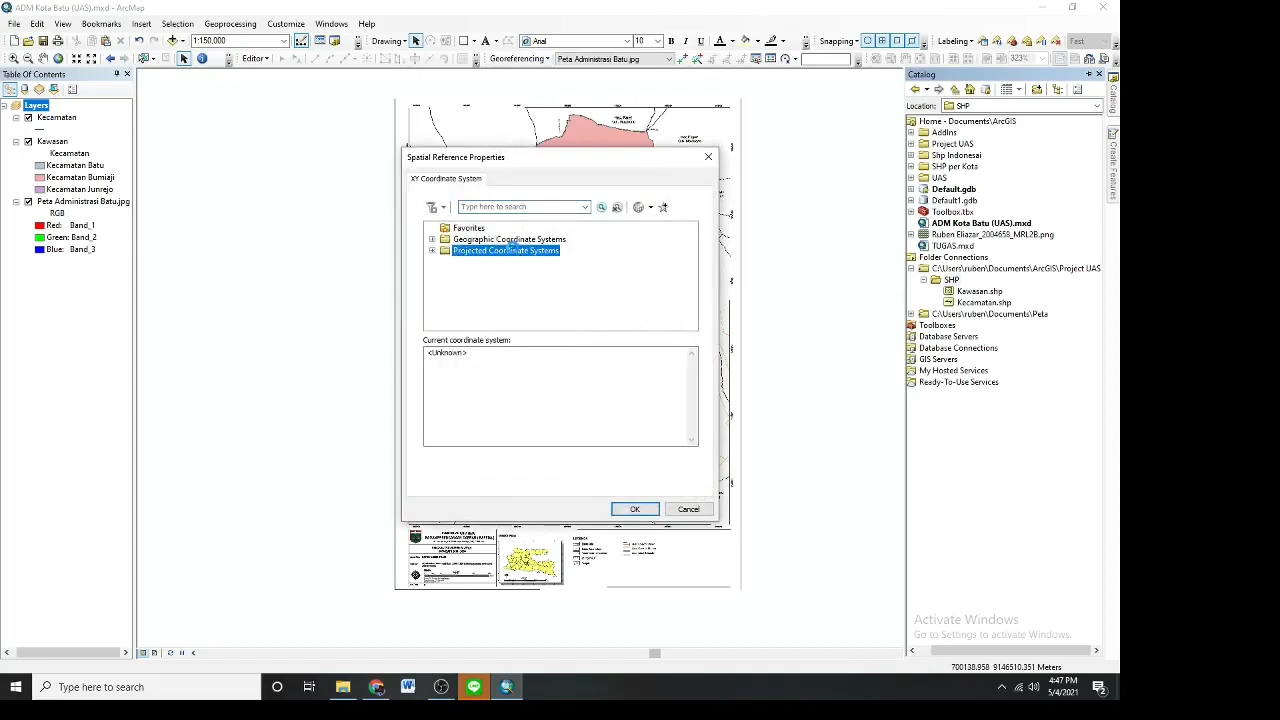 ADM Kota Batu (UAS).mxd - ArcMap
File Edit View Bookmarks Insert Selection Geoprocessing Customize Windows Help
1:150,000 Drawing Arial 10 B I U A Snapping Labeling Fast
Editor Georeferencing Peta Administrasi Batu.jpg 323%
Table Of Contents
Layers
Kecamatan
Kawasan
Kecamatan
Kecamatan Batu
Kecamatan Bumiaji
Kecamatan Junrejo
Peta Administrasi Batu.jpg
RGB
Red: Band_1
Green: Band_2
Blue: Band_3
Spatial Reference Properties
XY Coordinate System
Type here to search
Favorites
Geographic Coordinate Systems
Projected Coordinate Systems
Current coordinate system:
<Unknown>
OK Cancel
Catalog
Location: SHP
Home - Documents\ArcGIS
AddIns
Project UAS
Shp Indonesai
SHP per Kota
UAS
Default.gdb
Default1.gdb
Toolbox.tbx
ADM Kota Batu (UAS).mxd
Ruben Eliazar_2004658_MRL2B.png
TUGAS.mxd
Folder Connections
C:\Users\ruben\Documents\ArcGIS\Project UAS
SHP
Kawasan.shp
Kecamatan.shp
C:\Users\ruben\Documents\Peta
Toolboxes
Database Servers
Database Connections
GIS Servers
My Hosted Services
Ready-To-Use Services
Catalog
Create Features
Activate Windows
Go to Settings to activate Windows.
700138.958 9146510.351 Meters
Type here to search
4:47 PM
5/4/2021
2